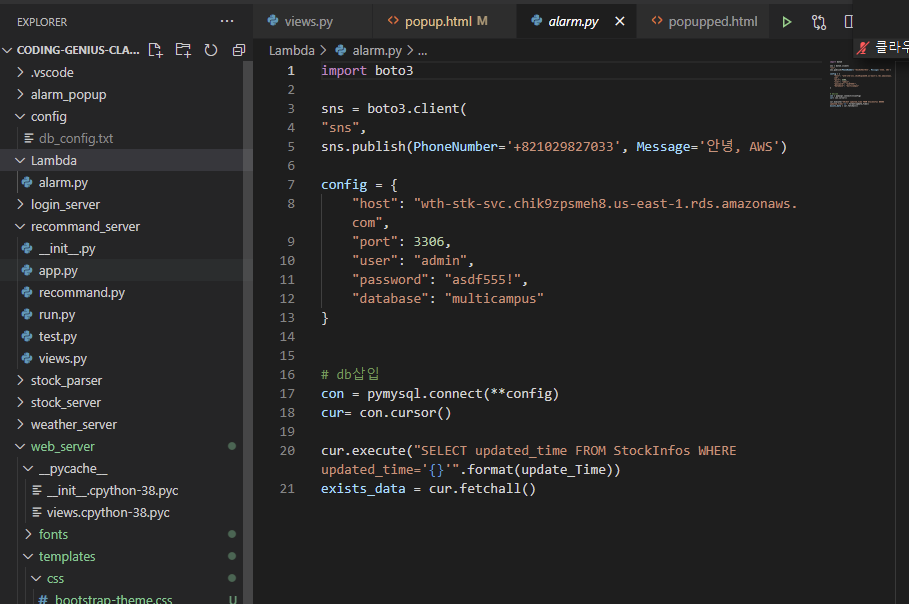 EXPLORER
CODING-GENIUS-CLA...
.vscode
alarm_popup
config
db_config.txt
Lambda
alarm.py
login_server
recommand_server
__init__.py
app.py
recommand.py
run.py
test.py
views.py
stock_parser
stock_server
weather_server
web_server
__pycache__
__init__.cpython-38.pyc
views.cpython-38.pyc
fonts
templates
css
# bootstrap-theme.css U
views.py
popup.html M
alarm.py
popupped.html
Lambda > alarm.py > ...
1 import boto3
2
3 sns = boto3.client(
4 "sns",
5 sns.publish(PhoneNumber='+821029827033', Message='안녕, AWS')
6
7 config = {
8 "host": "wth-stk-svc.chik9zpsmeh8.us-east-1.rds.amazonaws.
com",
9 "port": 3306,
10 "user": "admin",
11 "password": "asdf555!",
12 "database": "multicampus"
13 }
14
15
16 # db삽입
17 con = pymysql.connect(**config)
18 cur= con.cursor()
19
20 cur.execute("SELECT updated_time FROM StockInfos WHERE
updated_time='{}'".format(update_Time))
21 exists_data = cur.fetchall()